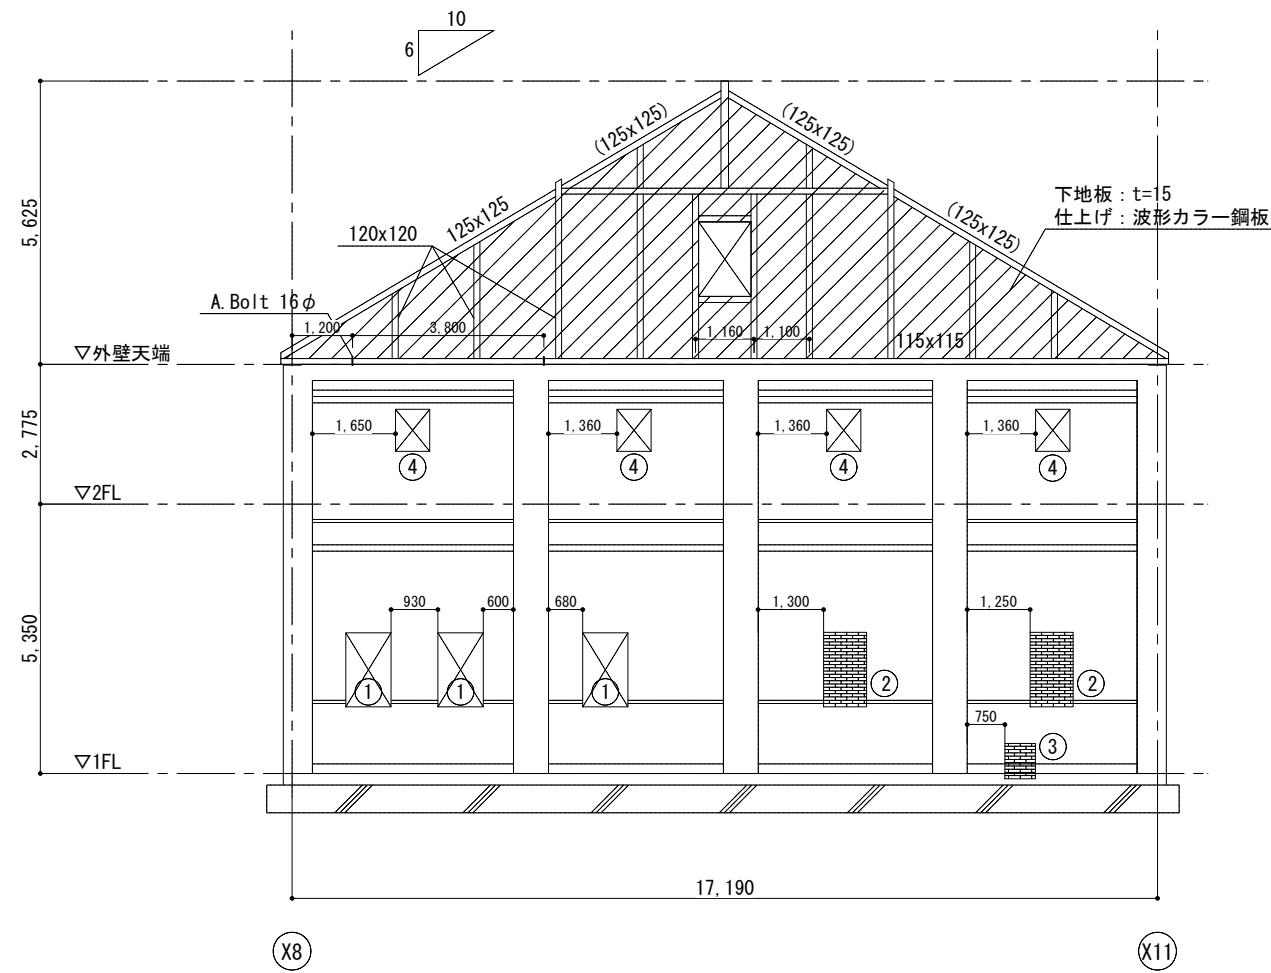 10
6
(125x125)
(125x125)
下地板：t=15
仕上げ：波形カラー鋼板
5,625
125x125
(125x125)
120x120
A.Bolt 16φ
1,200
3,800
1,160
1,100
115x115
▽外壁天端
2,775
1,650
1,360
1,360
1,360
④
④
④
④
▽2FL
5,350
930
600
680
1,300
1,250
①
①
①
②
②
750
③
▽1FL
17,190
X8
X11